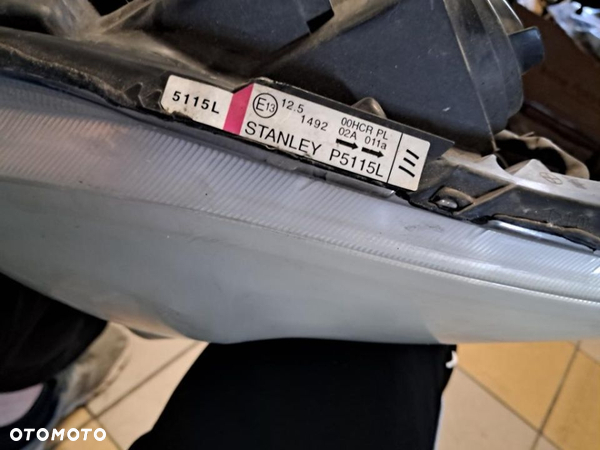 5115L
E13
12.5
1492
00HCR PL
02A 011a
STANLEY P5115L
OTOMOTO